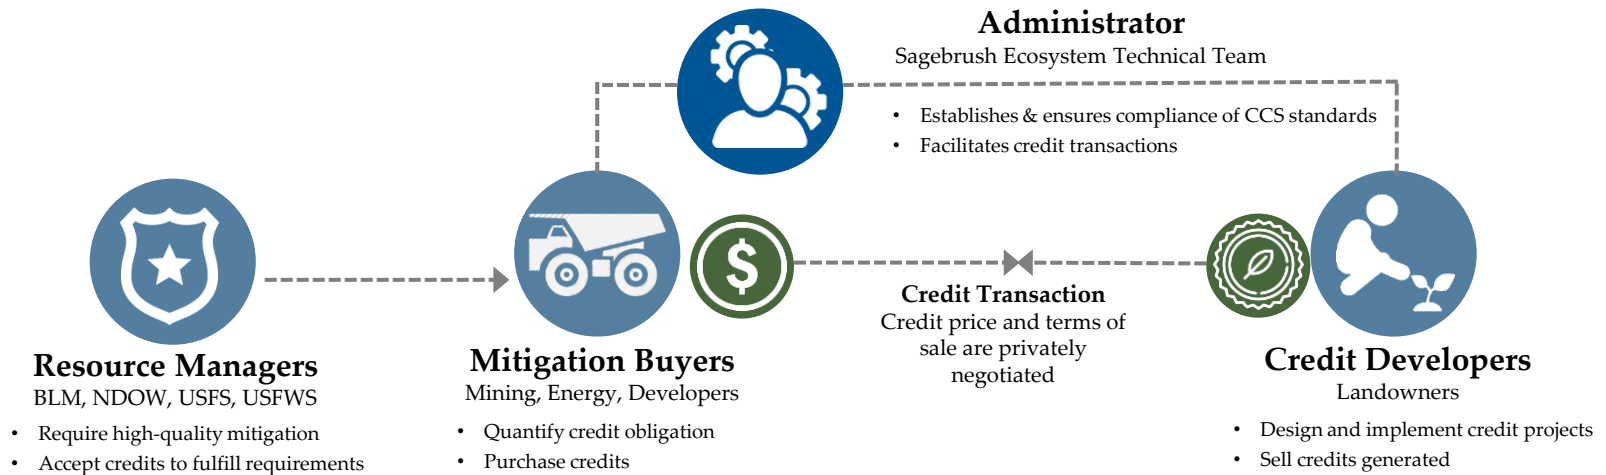 Administrator
Sagebrush Ecosystem Technical Team
• Establishes & ensures compliance of CCS standards
• Facilitates credit transactions
$
Resource Managers
BLM, NDOW, USFS, USFWS
• Require high-quality mitigation
• Accept credits to fulfill requirements
Mitigation Buyers
Mining, Energy, Developers
• Quantify credit obligation
• Purchase credits
Credit Transaction
Credit price and terms of
sale are privately
negotiated
Credit Developers
Landowners
• Design and implement credit projects
• Sell credits generated